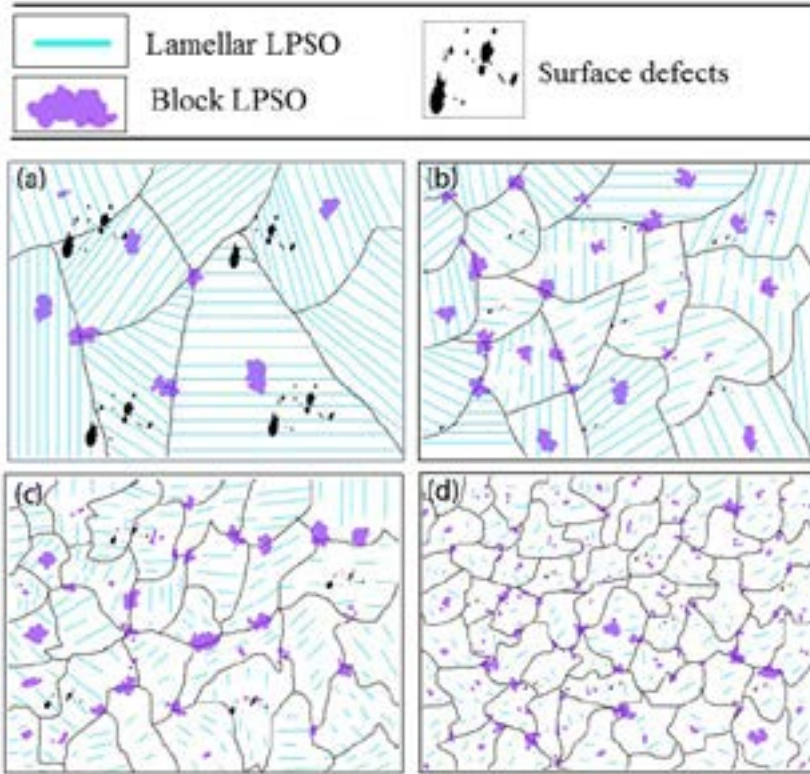 Lamellar LPSO
Block LPSO
Surface defects
(a)
(b)
(c)
(d)